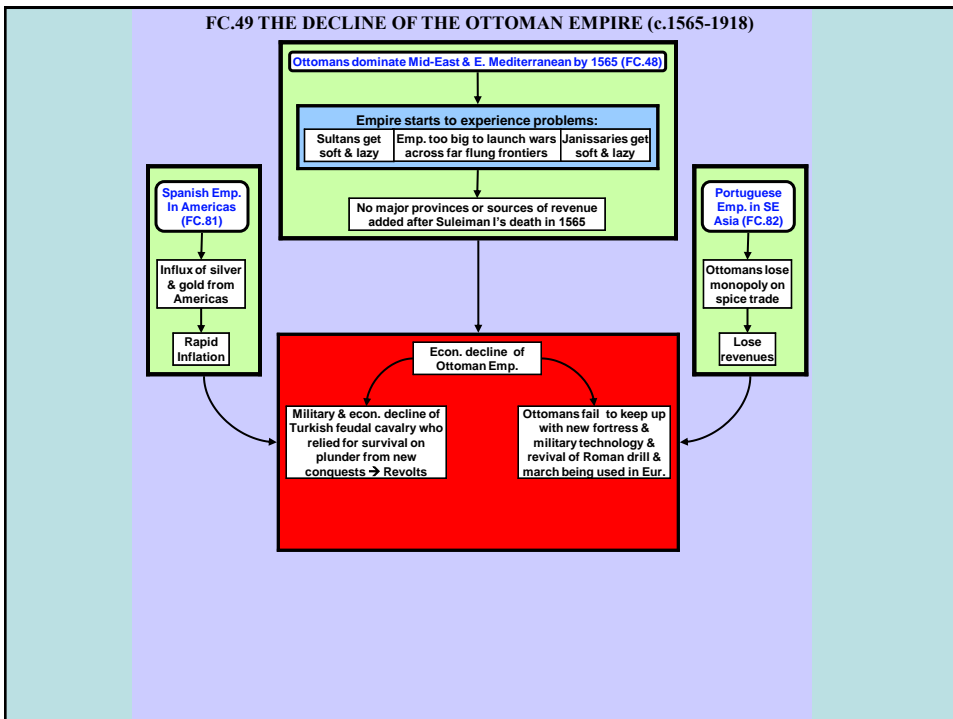 FC.49 THE DECLINE OF THE OTTOMAN EMPIRE (c.1565-1918)
Ottomans dominate Mid-East & E. Mediterranean by 1565 (FC.48)
Empire starts to experience problems:
Sultans get
soft & lazy
Emp. too big to launch wars
across far flung frontiers
Janissaries get
soft & lazy
No major provinces or sources of revenue
added after Suleiman I's death in 1565
Spanish Emp.
In Americas
(FC.81)
Influx of silver
& gold from
Americas
Rapid
Inflation
Portuguese
Emp. in SE
Asia (FC.82)
Ottomans lose
monopoly on
spice trade
Lose
revenues
Econ. decline of
Ottoman Emp.
Military & econ. decline of
Turkish feudal cavalry who
relied for survival on
plunder from new
conquests → Revolts
Ottomans fail to keep up
with new fortress &
military technology &
revival of Roman drill &
march being used in Eur.